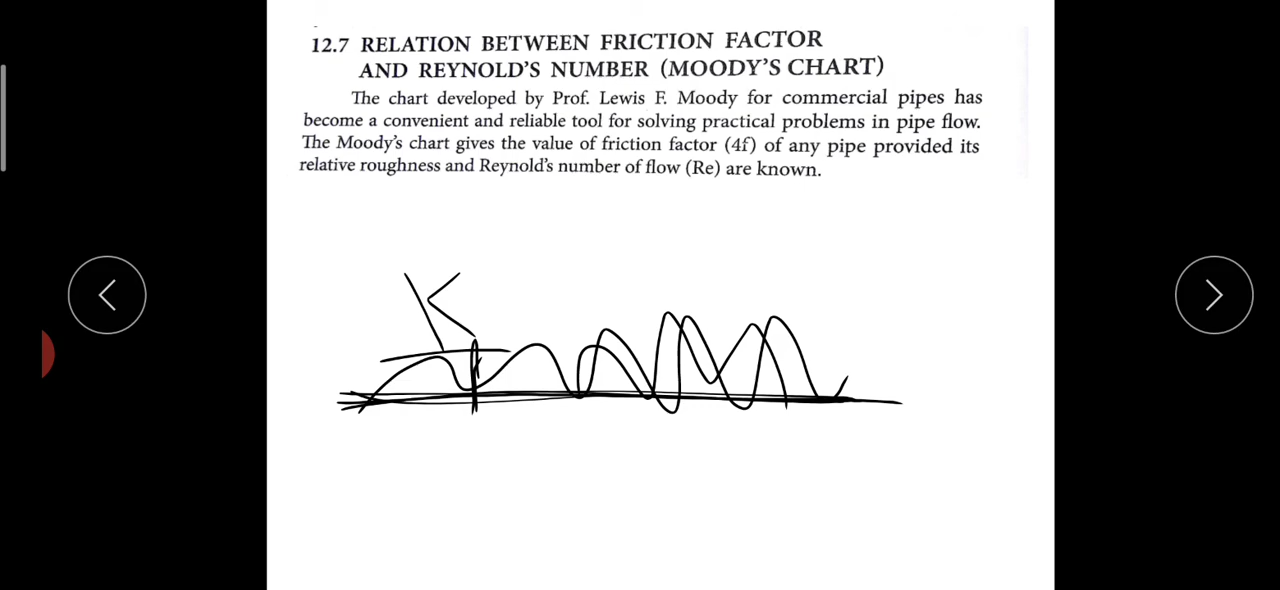 12.7 RELATION BETWEEN FRICTION FACTOR
AND REYNOLD'S NUMBER (MOODY'S CHART)
The chart developed by Prof. Lewis F. Moody for commercial pipes has
become a convenient and reliable tool for solving practical problems in pipe flow.
The Moody's chart gives the value of friction factor (4f) of any pipe provided its
relative roughness and Reynold's number of flow (Re) are known.
K